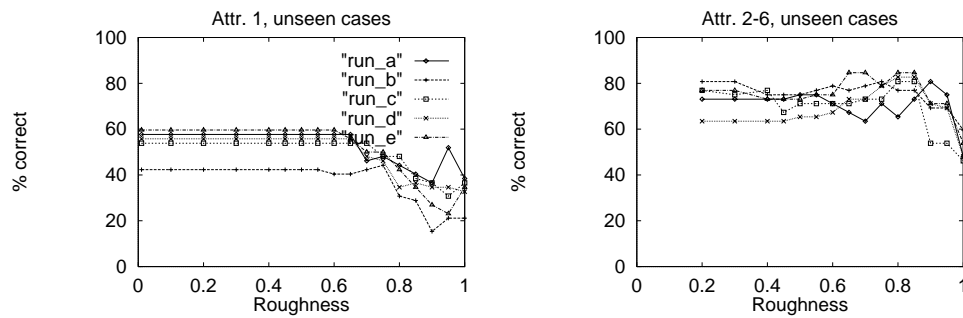 Attr. 1, unseen cases
100
80
60
40
20
0
% correct
0 0.2 0.4 0.6 0.8 1
Roughness
"run_a"
"run_b"
"run_c"
"run_d"
"run_e"
Attr. 2-6, unseen cases
100
80
60
40
20
0
% correct
0 0.2 0.4 0.6 0.8 1
Roughness